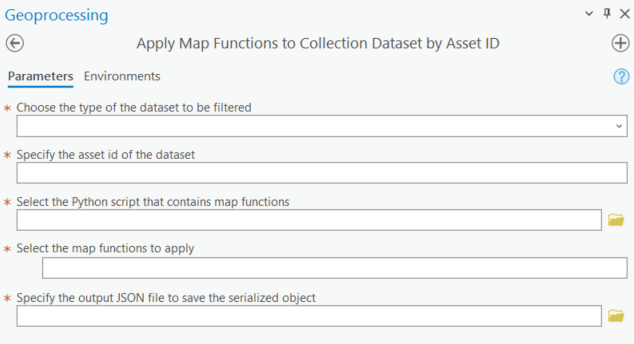 Geoprocessing
Apply Map Functions to Collection Dataset by Asset ID
Parameters Environments ?
* Choose the type of the dataset to be filtered
* Specify the asset id of the dataset
* Select the Python script that contains map functions
* Select the map functions to apply
* Specify the output JSON file to save the serialized object